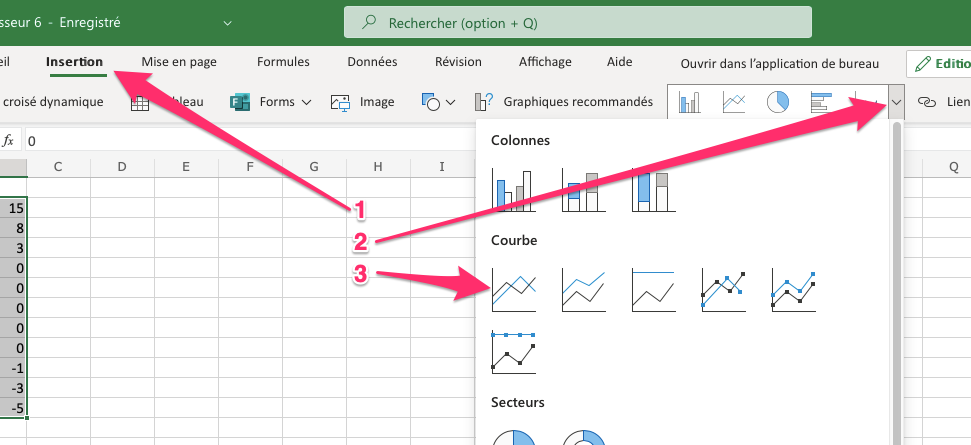 sseur 6 - Enregistré
Rechercher (option + Q)
eil Insertion Mise en page Formules Données Révision Affichage Aide Ouvrir dans l'application de bureau Editio
croisé dynamique leau Forms Image Graphiques recommandés Lien
fx 0
C D E F G H I Q
Colonnes
15
8
3
0
0
0
0
0
-1
-3
-5
1
2
3
Courbe
Secteurs